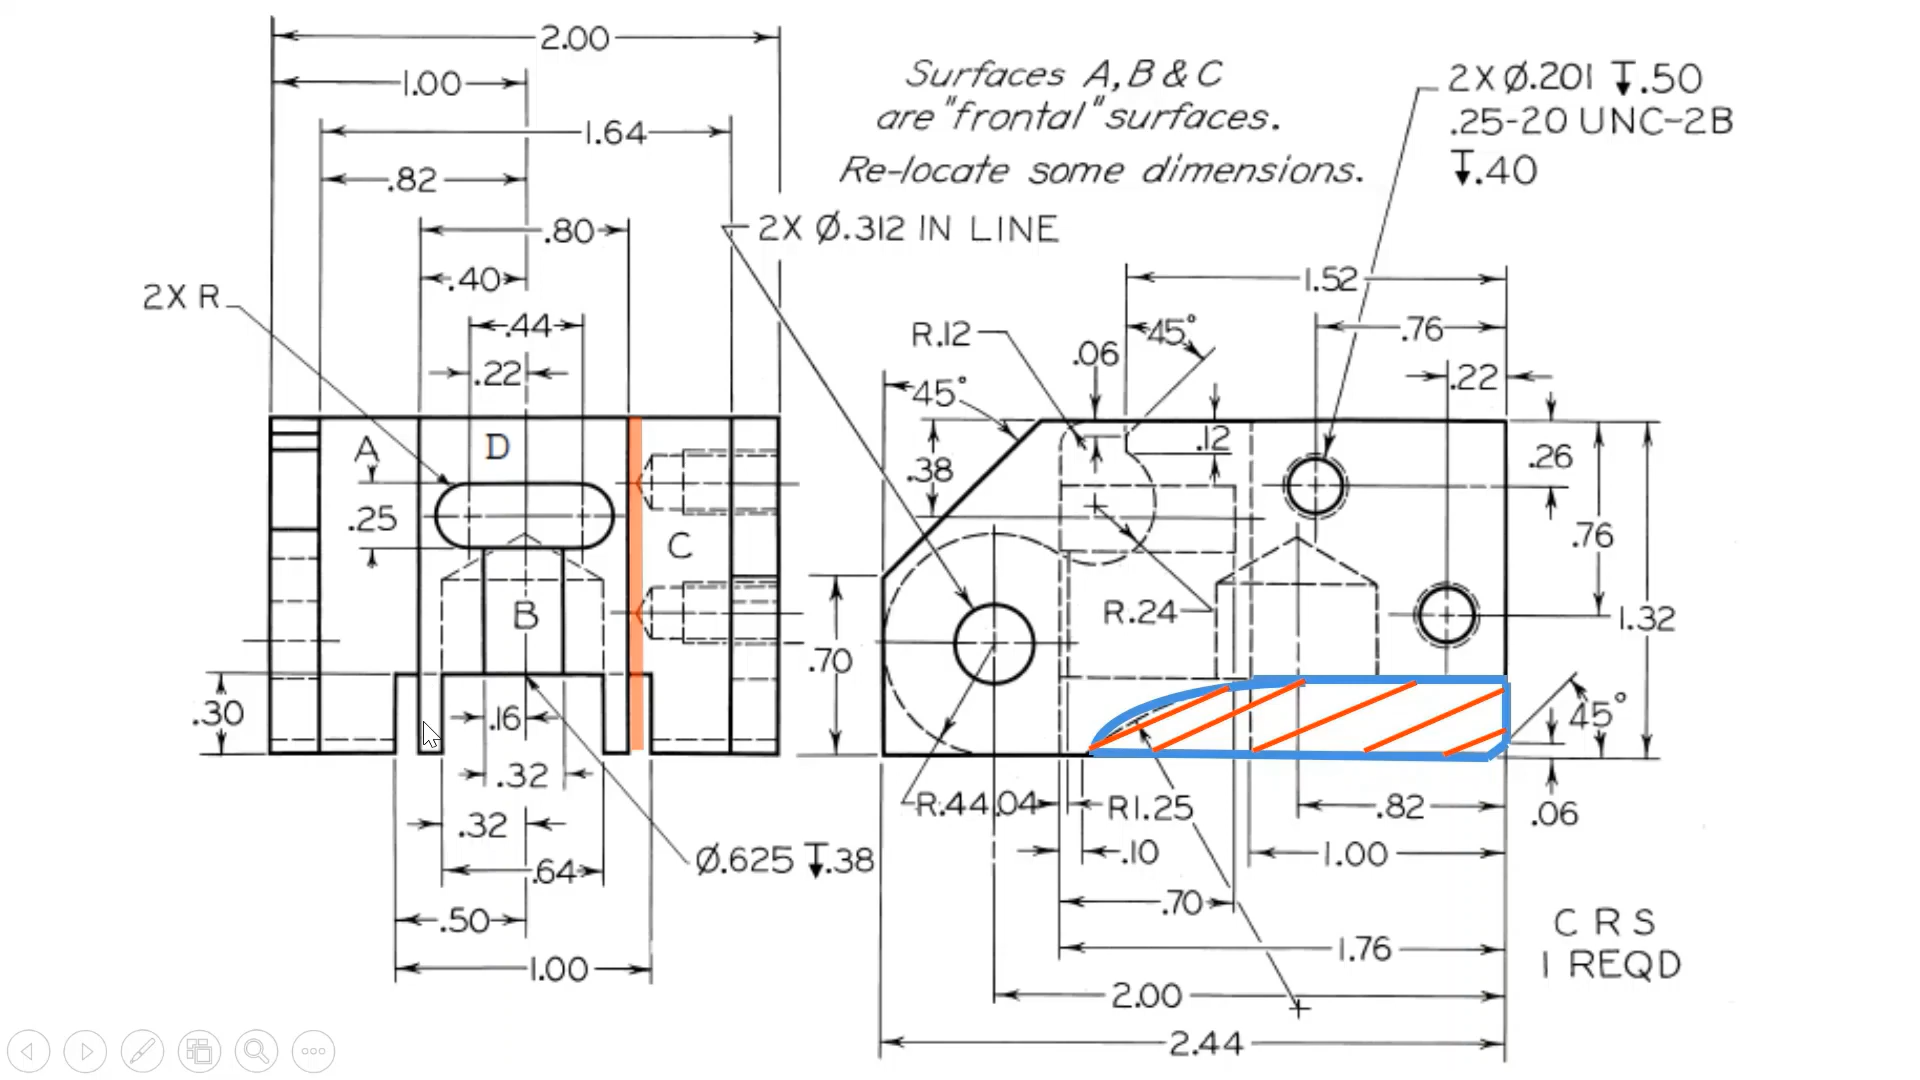 2.00
1.00
1.64
.82
.80
.40
2X R
.44
.22
A
D
.25
C
B
.30
.16
.32
.32
.64
Ø.625 ↧.38
.50
1.00
Surfaces A, B & C
are "frontal" surfaces.
Re-locate some dimensions.
2X Ø.312 IN LINE
2X Ø.201 ↧.50
.25-20 UNC-2B
↧.40
1.52
R.12
.06
45°
.76
45°
.22
.38
.12
.26
.76
R.24
1.32
.70
45°
R.44
.04
R1.25
.82
.06
.10
1.00
.70
1.76
2.00
2.44
C R S
1 REQD